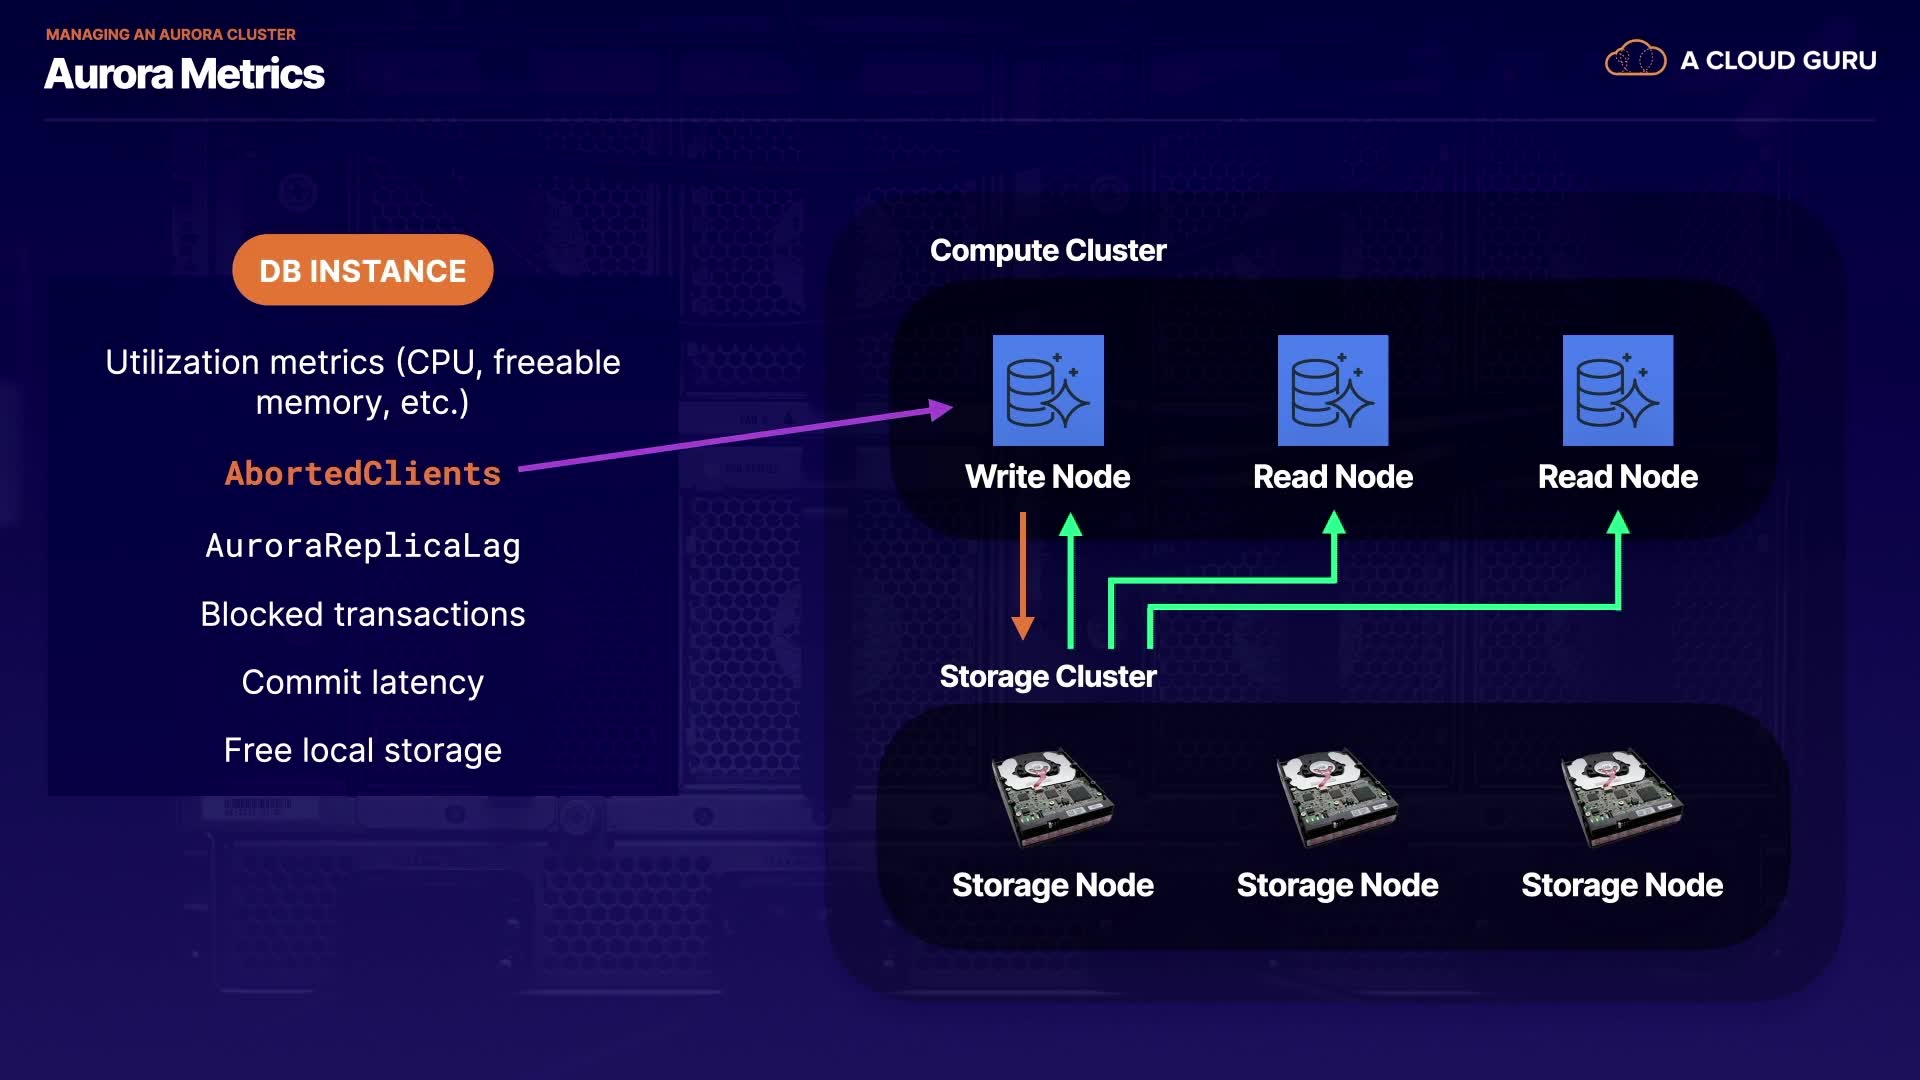 MANAGING AN AURORA CLUSTER
Aurora Metrics
A CLOUD GURU
DB INSTANCE
Utilization metrics (CPU, freeable
memory, etc.)
AbortedClients
AuroraReplicaLag
Blocked transactions
Commit latency
Free local storage
Compute Cluster
Write Node
Read Node
Read Node
Storage Cluster
Storage Node
Storage Node
Storage Node